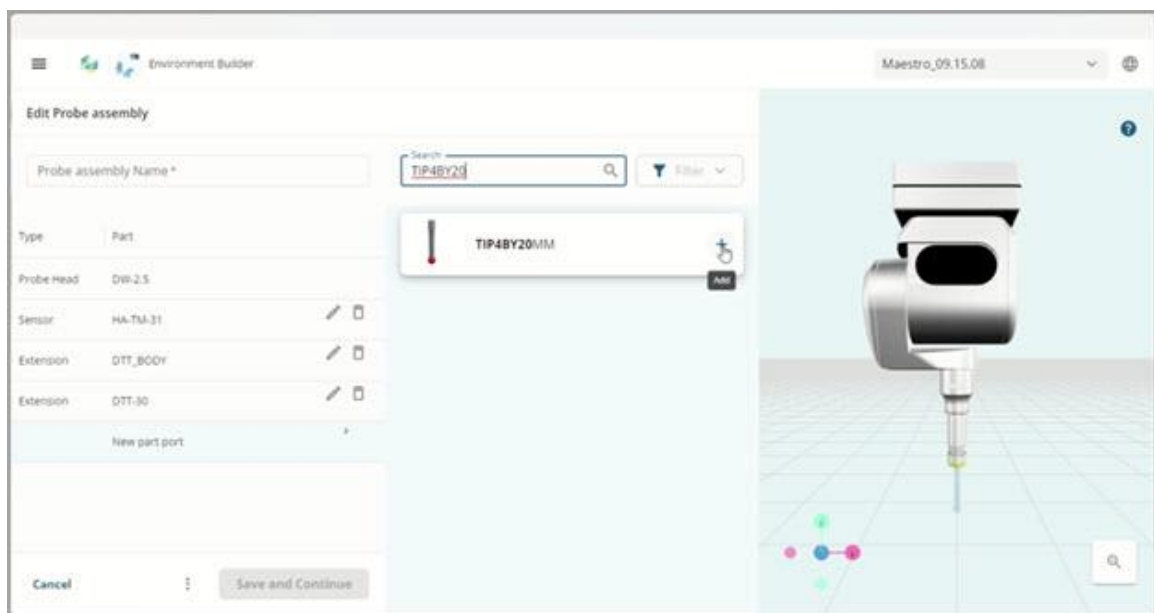 Environment Builder
Maestro_09.15.08
Edit Probe assembly
Probe assembly Name *
Search
TIP4BY20
Filter
Type Part
TIP4BY20MM
Add
Probe Head DW-2.5
Sensor HA-TM-31
Extension DTT_BODY
Extension DTT-30
New part port
Cancel
Save and Continue